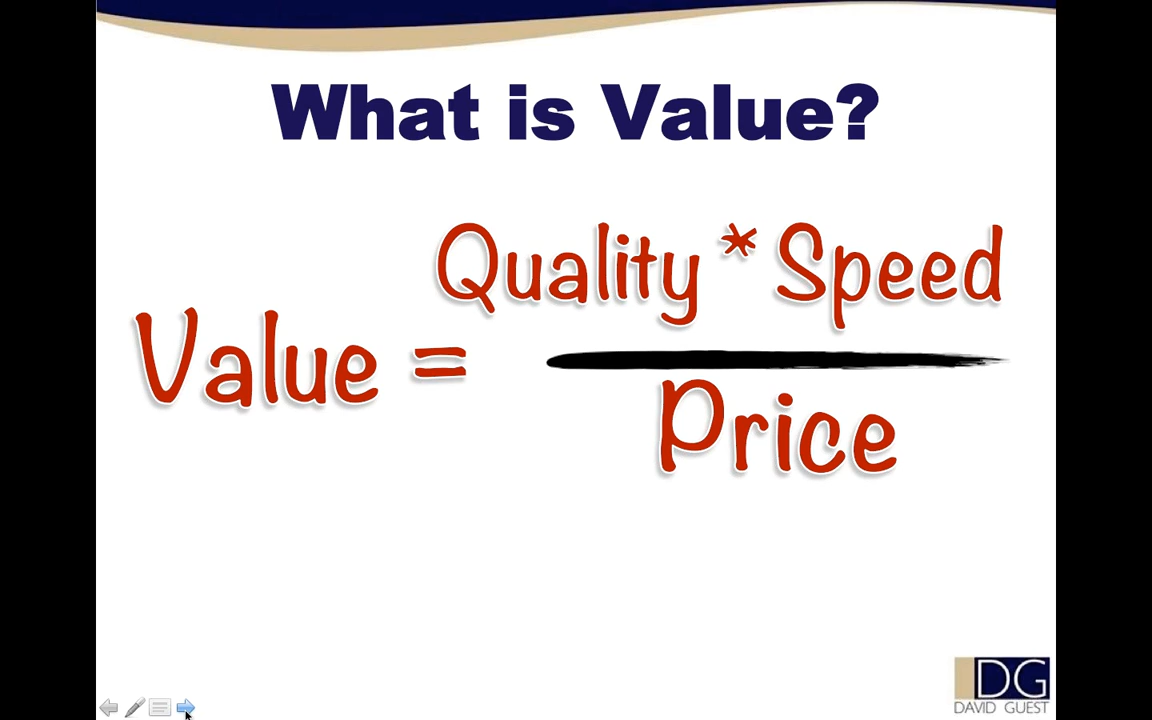 What is Value?
Quality * Speed
Value =
Price
DG
DAVID GUEST